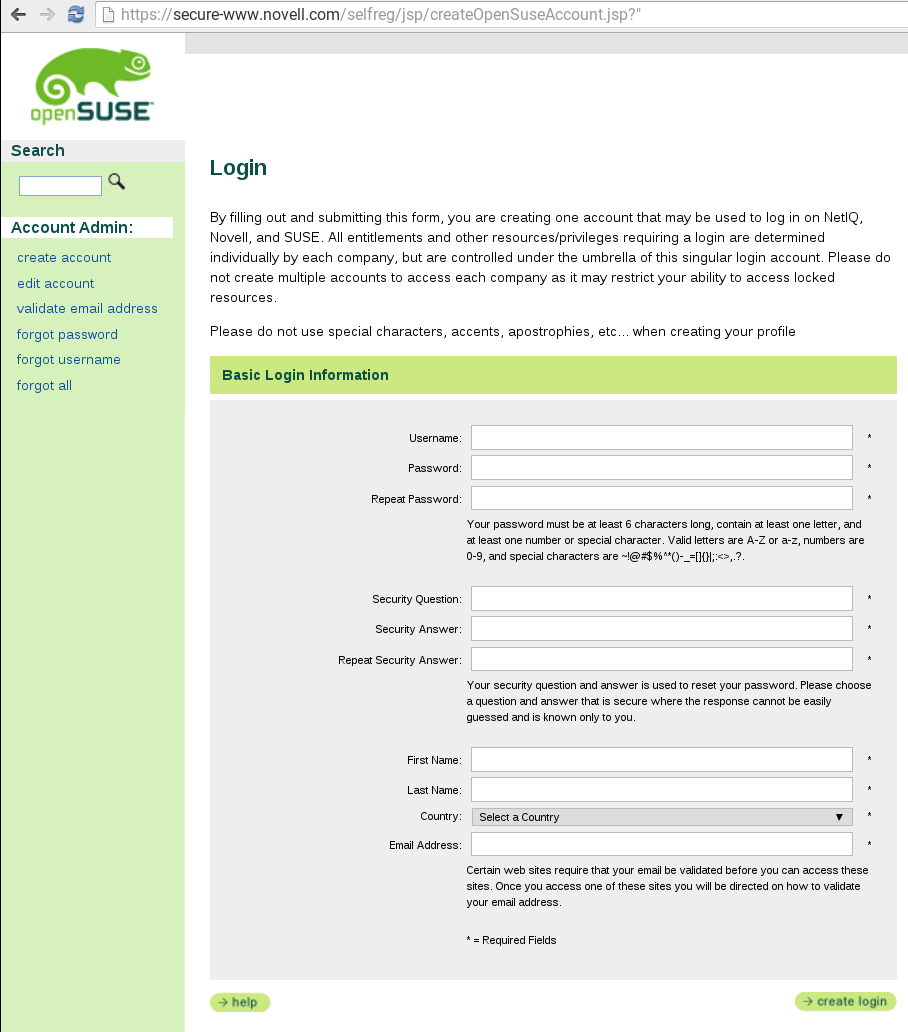 https://secure-www.novell.com/selfreg/jsp/createOpenSuseAccount.jsp?"
openSUSE™
Search
Account Admin:
create account
edit account
validate email address
forgot password
forgot username
forgot all
Login
By filling out and submitting this form, you are creating one account that may be used to log in on NetIQ,
Novell, and SUSE. All entitlements and other resources/privileges requiring a login are determined
individually by each company, but are controlled under the umbrella of this singular login account. Please do
not create multiple accounts to access each company as it may restrict your ability to access locked
resources.
Please do not use special characters, accents, apostrophies, etc... when creating your profile
Basic Login Information
Username: *
Password: *
Repeat Password: *
Your password must be at least 6 characters long, contain at least one letter, and
at least one number or special character. Valid letters are A-Z or a-z, numbers are
0-9, and special characters are ~!@#$%^*()-_=[]{}|;:<>,.?.
Security Question: *
Security Answer: *
Repeat Security Answer: *
Your security question and answer is used to reset your password. Please choose
a question and answer that is secure where the response cannot be easily
guessed and is known only to you.
First Name: *
Last Name: *
Country: Select a Country ▼ *
Email Address: *
Certain web sites require that your email be validated before you can access these
sites. Once you access one of these sites you will be directed on how to validate
your email address.
* = Required Fields
→ help
→ create login